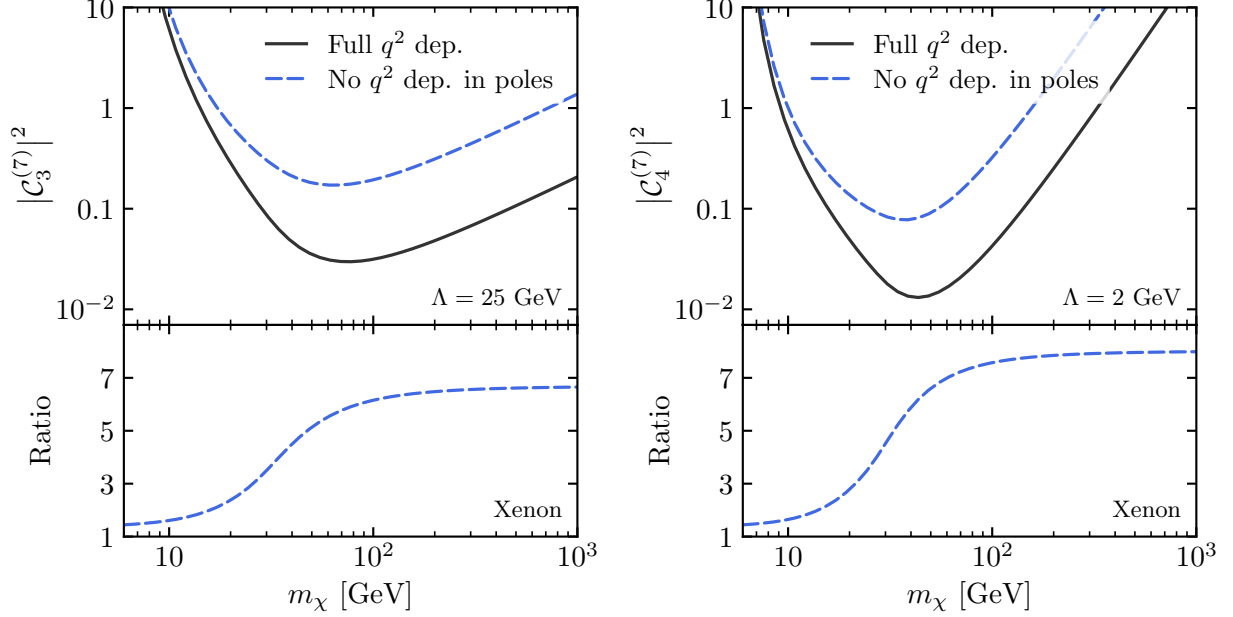 10
1
0.1
10⁻²
|𝒞₃⁽⁷⁾|²
Full q² dep.
No q² dep. in poles
Λ = 25 GeV
7
5
3
1
Ratio
Xenon
10
10²
10³
mχ [GeV]
10
1
0.1
10⁻²
|𝒞₄⁽⁷⁾|²
Full q² dep.
No q² dep. in poles
Λ = 2 GeV
7
5
3
1
Ratio
Xenon
10
10²
10³
mχ [GeV]